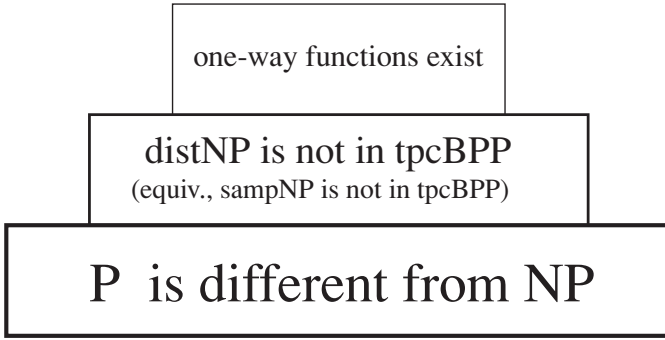 one-way functions exist
distNP is not in tpcBPP
(equiv., sampNP is not in tpcBPP)
P is different from NP